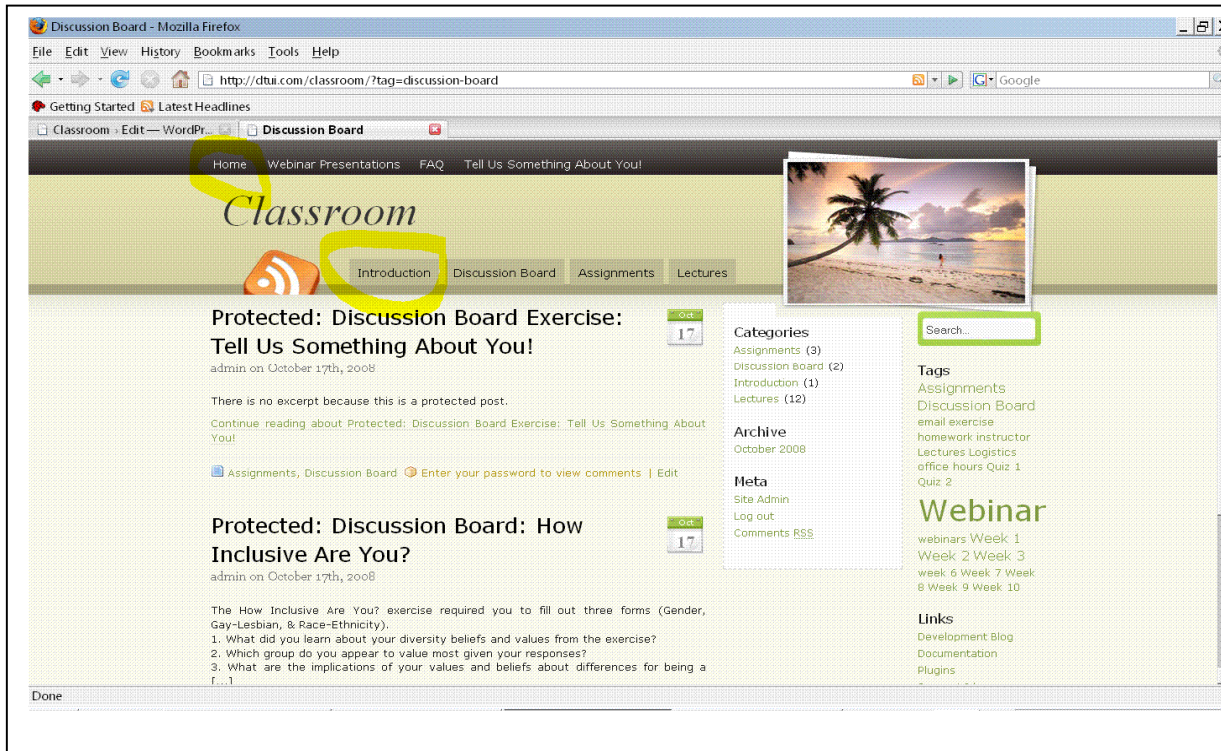 Discussion Board - Mozilla Firefox
File Edit View History Bookmarks Tools Help
http://dtui.com/classroom/?tag=discussion-board
G Google
Getting Started Latest Headlines
Classroom › Edit — WordPr... Discussion Board
Home Webinar Presentations FAQ Tell Us Something About You!
Classroom
Introduction Discussion Board Assignments Lectures
Protected: Discussion Board Exercise:
Tell Us Something About You!
Oct
17
admin on October 17th, 2008
There is no excerpt because this is a protected post.
Continue reading about Protected: Discussion Board Exercise: Tell Us Something About
You!
Assignments, Discussion Board Enter your password to view comments | Edit
Protected: Discussion Board: How
Inclusive Are You?
Oct
17
admin on October 17th, 2008
The How Inclusive Are You? exercise required you to fill out three forms (Gender,
Gay-Lesbian, & Race-Ethnicity).
1. What did you learn about your diversity beliefs and values from the exercise?
2. Which group do you appear to value most given your responses?
3. What are the implications of your values and beliefs about differences for being a
[...]
Categories
Assignments (3)
Discussion Board (2)
Introduction (1)
Lectures (12)
Archive
October 2008
Meta
Site Admin
Log out
Comments RSS
Search...
Tags
Assignments
Discussion Board
email exercise
homework instructor
Lectures Logistics
office hours Quiz 1
Quiz 2
Webinar
webinars Week 1
Week 2 Week 3
week 6 Week 7 Week
8 Week 9 Week 10
Links
Development Blog
Documentation
Plugins
Done